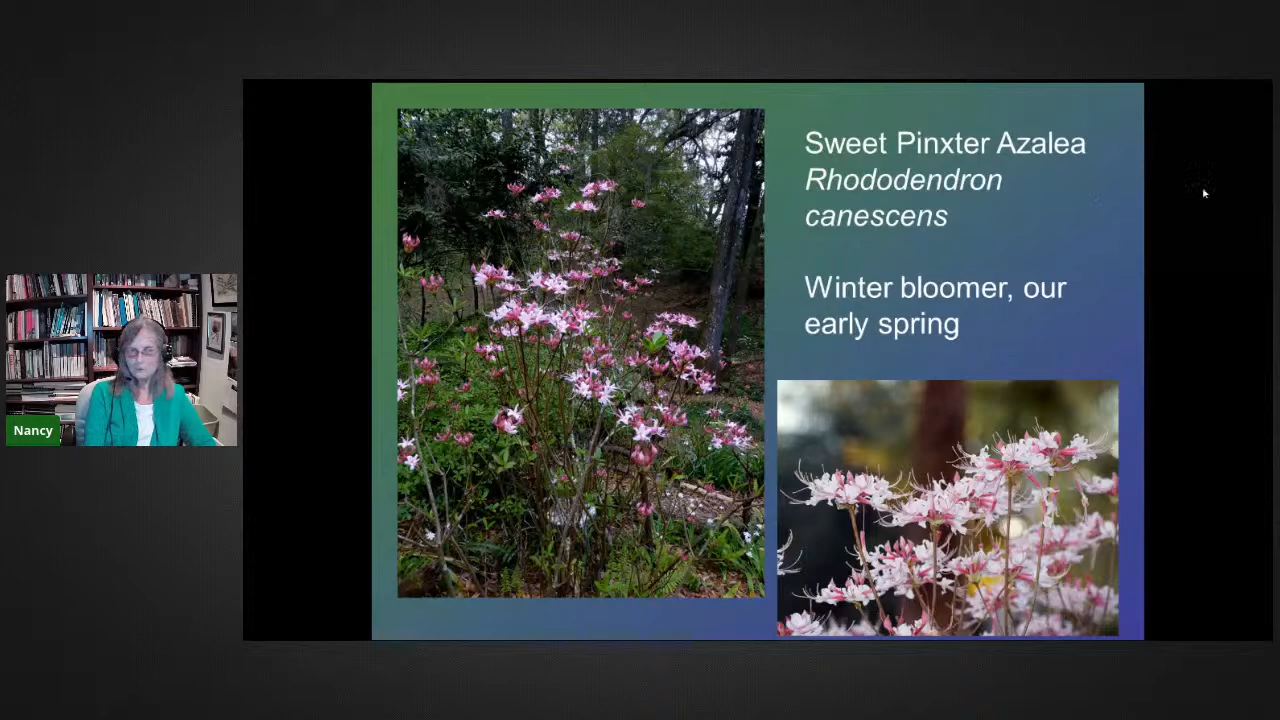 Sweet Pinxter Azalea
Rhododendron
canescens
Winter bloomer, our
early spring
Nancy